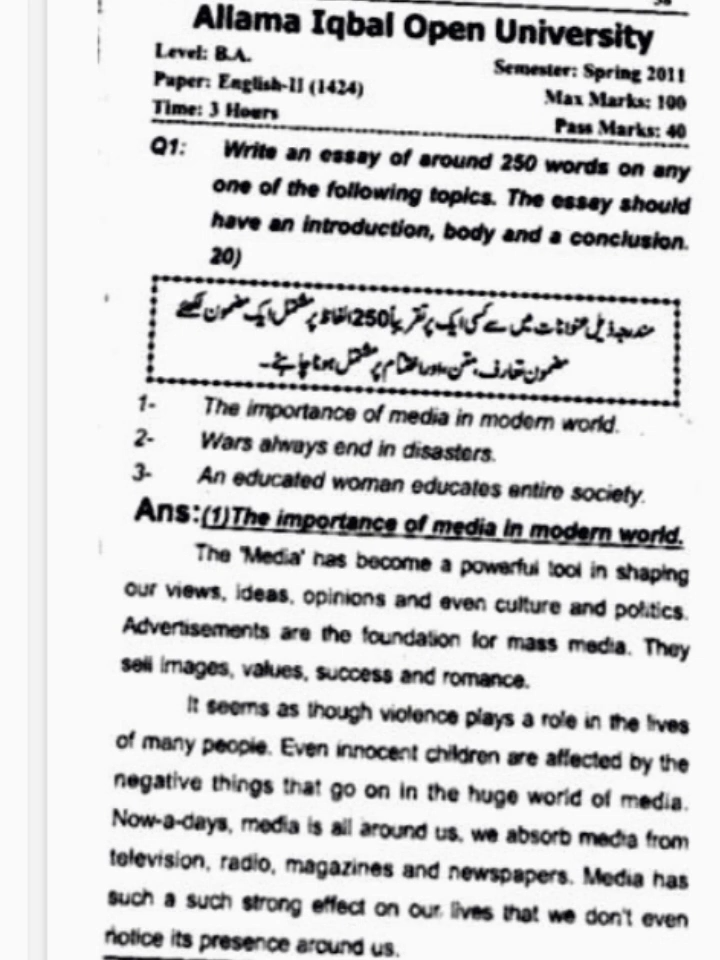 Allama Iqbal Open University
Level: B.A. Semester: Spring 2011
Paper: English-II (1424) Max Marks: 100
Time: 3 Hours Pass Marks: 40
Q1: Write an essay of around 250 words on any
one of the following topics. The essay should
have an introduction, body and a conclusion.
20)
مندرجہ ذیل عنوانات میں سے کسی ایک پر تقریباً 250 الفاظ پر مشتمل ایک مضمون لکھئے
مضمون تعارف، متن، اور اختتام پر مشتمل ہونا چاہئے۔
1- The importance of media in modern world.
2- Wars always end in disasters.
3- An educated woman educates entire society.
Ans:(1)The importance of media in modern world.
The 'Media' has become a powerful tool in shaping
our views, ideas, opinions and even culture and politics.
Advertisements are the foundation for mass media. They
sell images, values, success and romance.
It seems as though violence plays a role in the lives
of many people. Even innocent children are affected by the
negative things that go on in the huge world of media.
Now-a-days, media is all around us, we absorb media from
television, radio, magazines and newspapers. Media has
such a such strong effect on our lives that we don't even
notice its presence around us.